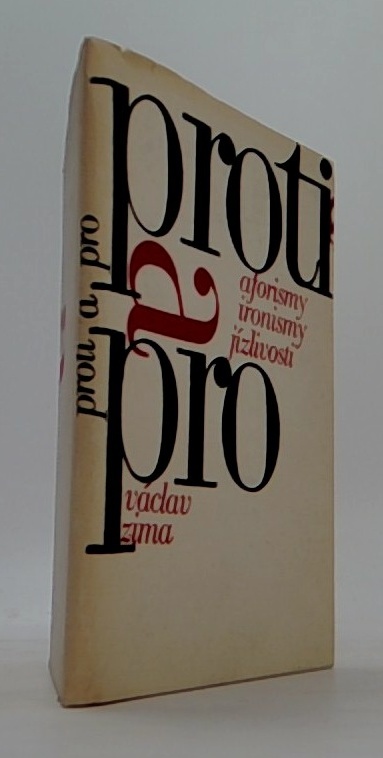 proti
a
pro
aforismy
ironismy
jízlivosti
václav
zima
proti a pro